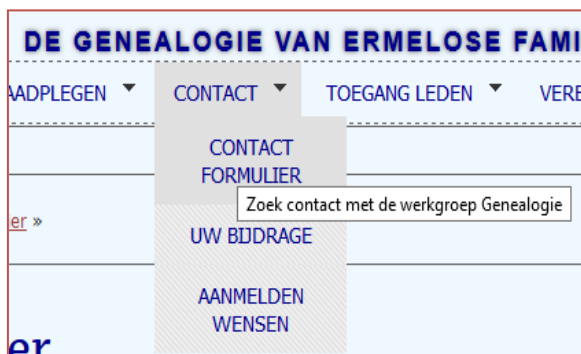 DE GENEALOGIE VAN ERMELOSE FAMI
AADPLEGEN CONTACT TOEGANG LEDEN VERE
CONTACT
FORMULIER
Zoek contact met de werkgroep Genealogie
er »
UW BIJDRAGE
AANMELDEN
WENSEN
er